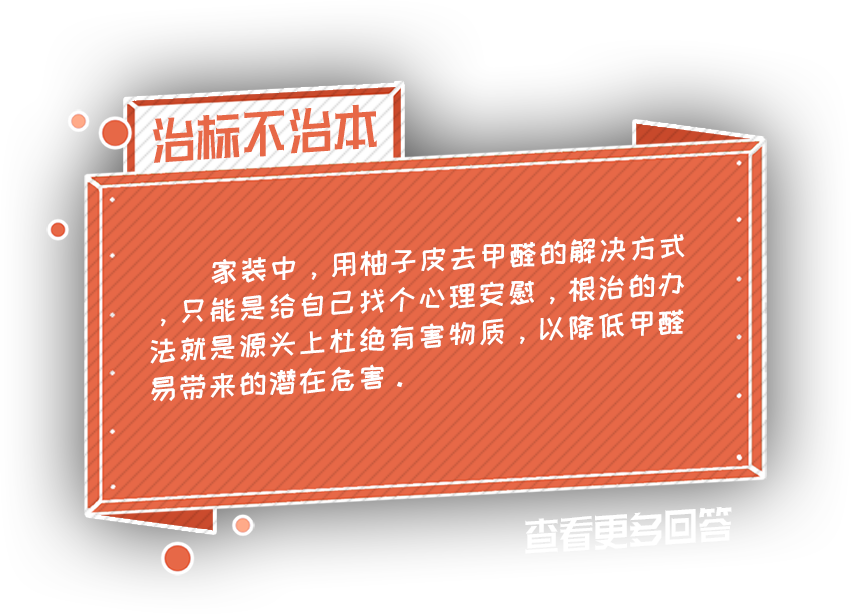 治标不治本
家装中，用柚子皮去甲醛的解决方式
，只能是给自己找个心理安慰，根治的办
法就是源头上杜绝有害物质，以降低甲醛
易带来的潜在危害。
查看更多回答